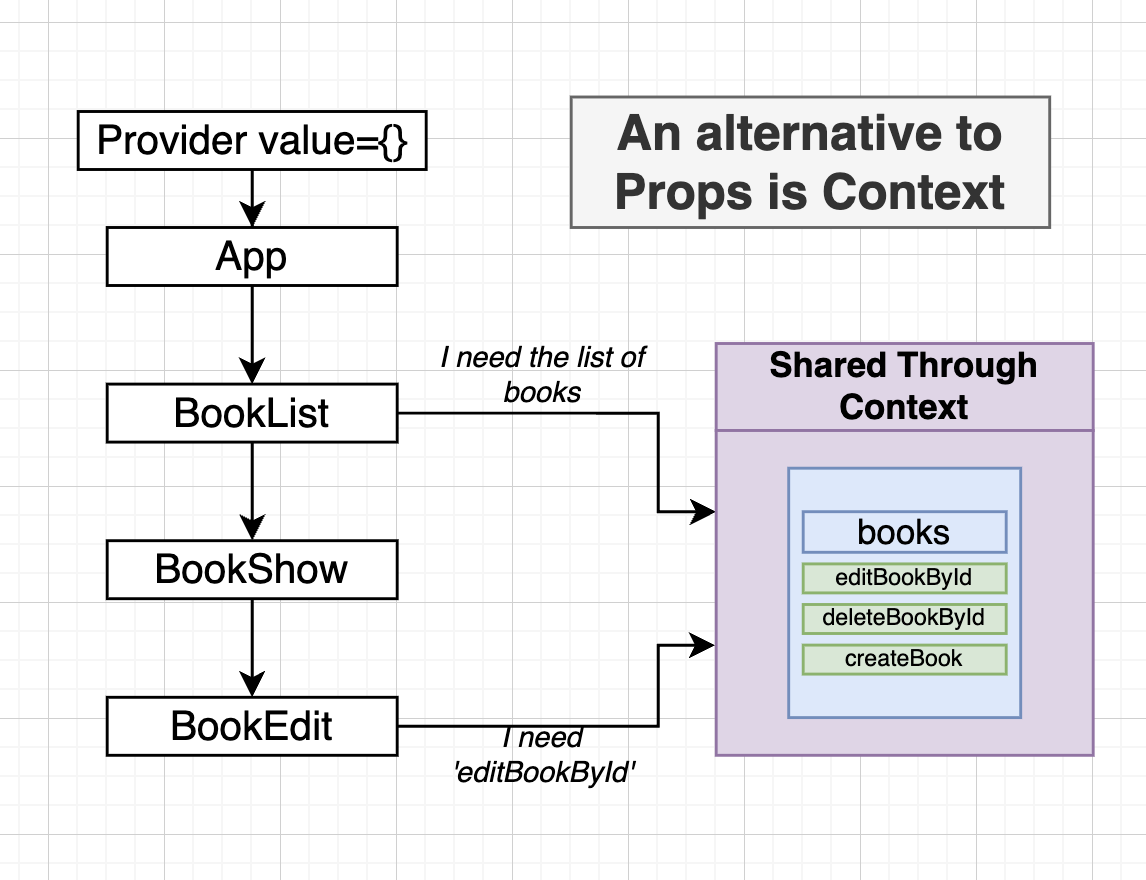 Provider value={}
An alternative to
Props is Context
App
I need the list of
books
BookList
Shared Through
Context
books
BookShow
editBookById
deleteBookById
createBook
BookEdit
I need
'editBookById'